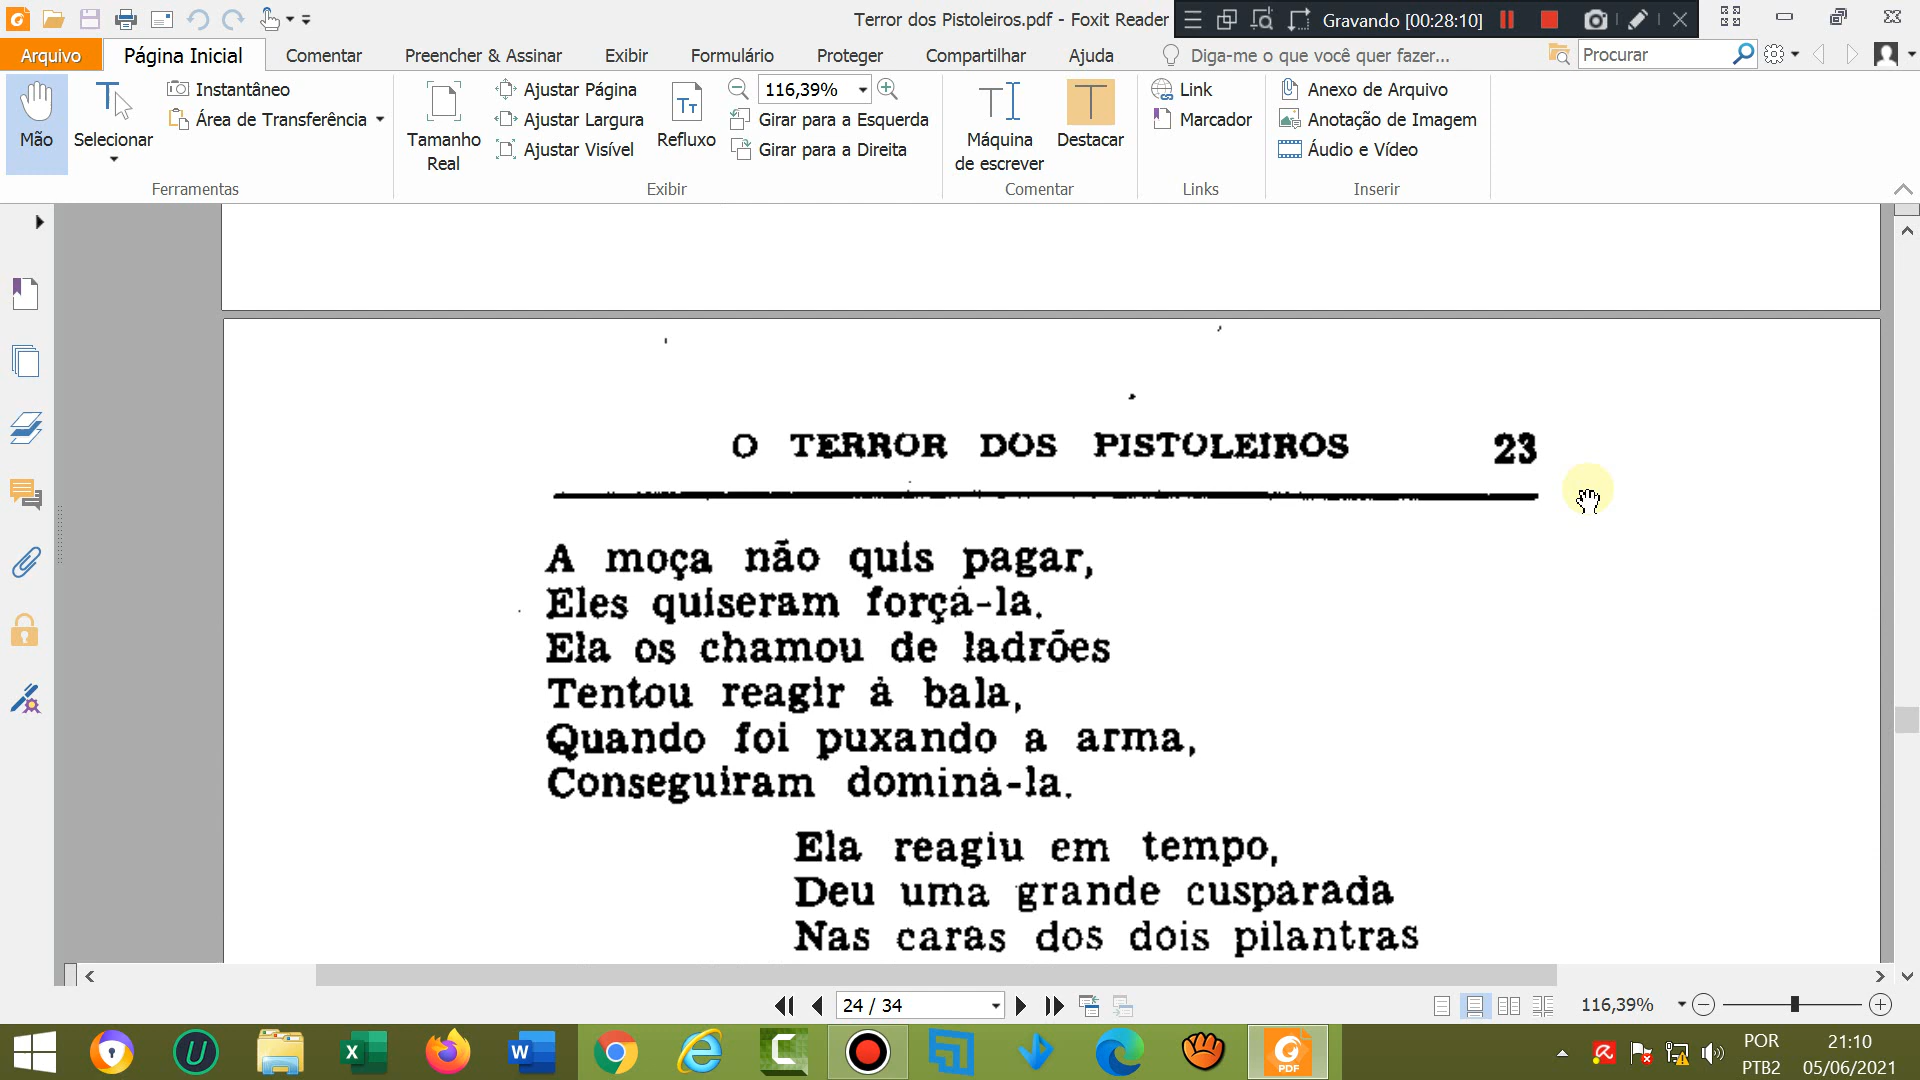 Terror dos Pistoleiros.pdf - Foxit Reader
Gravando [00:28:10]
Arquivo
Página Inicial
Comentar
Preencher & Assinar
Exibir
Formulário
Proteger
Compartilhar
Ajuda
Diga-me o que você quer fazer...
Procurar
Mão
Selecionar
Instantâneo
Área de Transferência
Ferramentas
Tamanho
Real
Ajustar Página
Ajustar Largura
Ajustar Visível
Refluxo
116,39%
Girar para a Esquerda
Girar para a Direita
Exibir
Máquina
de escrever
Destacar
Comentar
Link
Marcador
Links
Anexo de Arquivo
Anotação de Imagem
Áudio e Vídeo
Inserir
O TERROR DOS PISTOLEIROS 23
A moça não quis pagar,
Eles quiseram forçá-la.
Ela os chamou de ladrões
Tentou reagir à bala,
Quando foi puxando a arma,
Conseguiram dominá-la.
Ela reagiu em tempo,
Deu uma grande cusparada
Nas caras dos dois pilantras
24 / 34
116,39%
POR
PTB2
21:10
05/06/2021
PDF